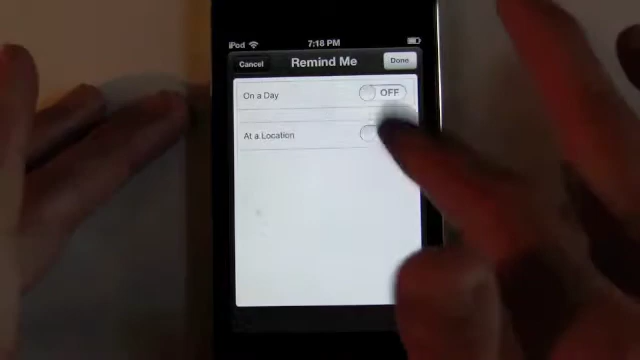 iPod 7:18 PM
Cancel Remind Me Done
On a Day OFF
At a Location